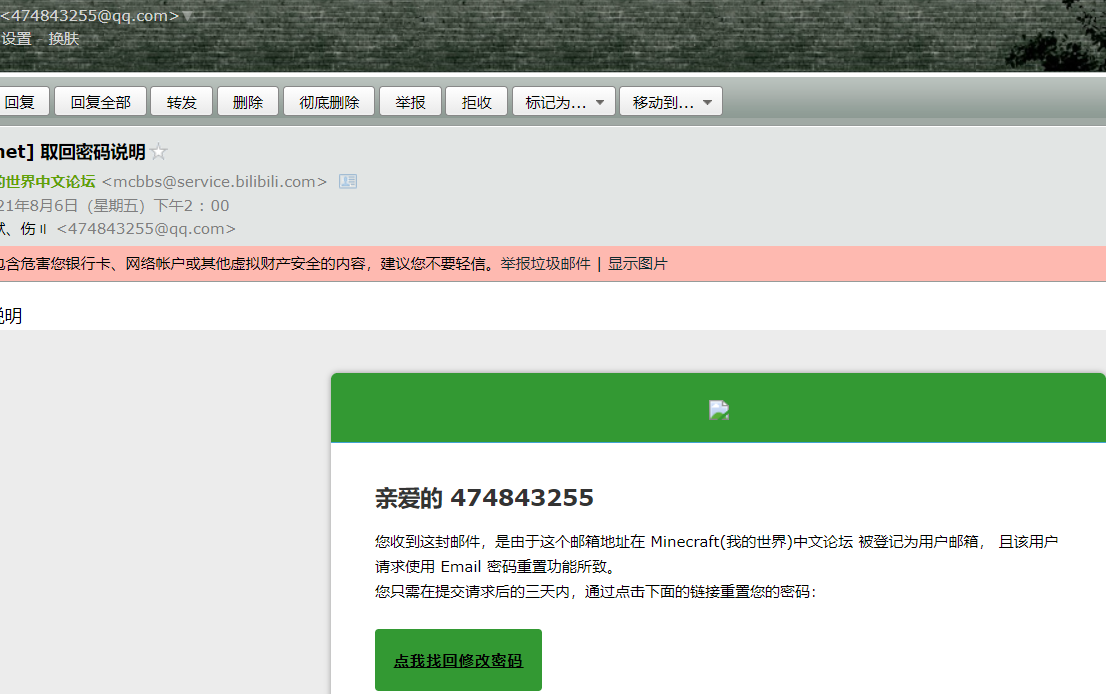 <474843255@qq.com>
设置 换肤
回复 回复全部 转发 删除 彻底删除 举报 拒收 标记为... 移动到...
net] 取回密码说明
的世界中文论坛 <mcbbs@service.bilibili.com>
21年8月6日（星期五）下午2：00
、伤〃 <474843255@qq.com>
包含危害您银行卡、网络帐户或其他虚拟财产安全的内容，建议您不要轻信。举报垃圾邮件 | 显示图片
说明
亲爱的 474843255
您收到这封邮件，是由于这个邮箱地址在 Minecraft(我的世界)中文论坛 被登记为用户邮箱， 且该用户
请求使用 Email 密码重置功能所致。
您只需在提交请求后的三天内，通过点击下面的链接重置您的密码：
点我找回修改密码